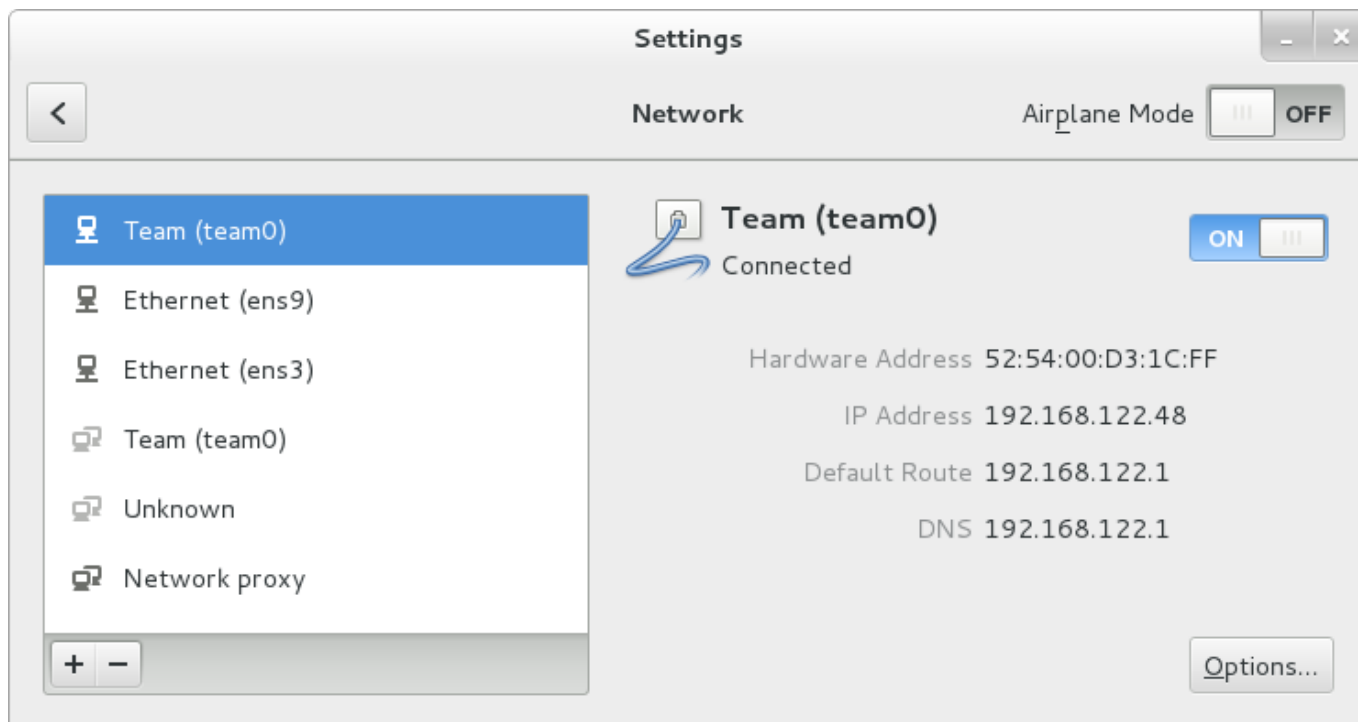 Settings
Network
Airplane Mode OFF
Team (team0)
Ethernet (ens9)
Ethernet (ens3)
Team (team0)
Unknown
Network proxy
Team (team0)
ON
Connected
Hardware Address 52:54:00:D3:1C:FF
IP Address 192.168.122.48
Default Route 192.168.122.1
DNS 192.168.122.1
Options...